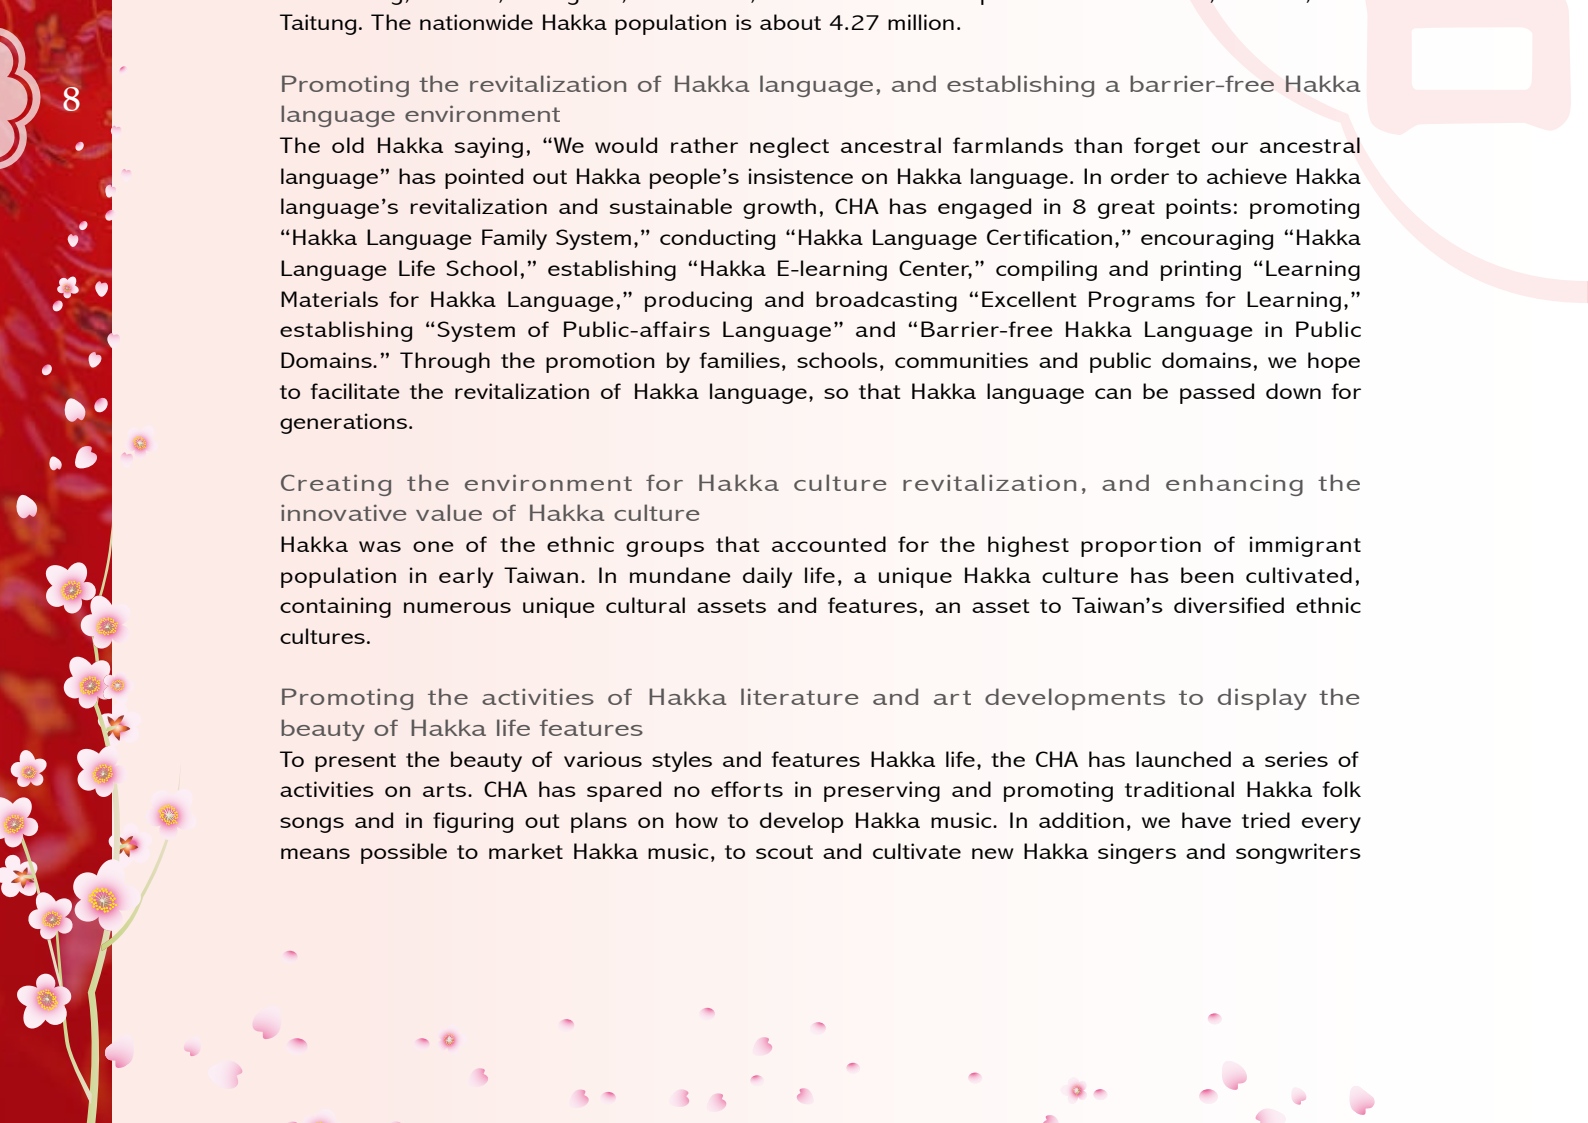 Taitung. The nationwide Hakka population is about 4.27 million.
8
Promoting the revitalization of Hakka language, and establishing a barrier-free Hakka
language environment
The old Hakka saying, “We would rather neglect ancestral farmlands than forget our ancestral
language” has pointed out Hakka people’s insistence on Hakka language. In order to achieve Hakka
language’s revitalization and sustainable growth, CHA has engaged in 8 great points: promoting
“Hakka Language Family System,” conducting “Hakka Language Certification,” encouraging “Hakka
Language Life School,” establishing “Hakka E-learning Center,” compiling and printing “Learning
Materials for Hakka Language,” producing and broadcasting “Excellent Programs for Learning,”
establishing “System of Public-affairs Language” and “Barrier-free Hakka Language in Public
Domains.” Through the promotion by families, schools, communities and public domains, we hope
to facilitate the revitalization of Hakka language, so that Hakka language can be passed down for
generations.
Creating the environment for Hakka culture revitalization, and enhancing the
innovative value of Hakka culture
Hakka was one of the ethnic groups that accounted for the highest proportion of immigrant
population in early Taiwan. In mundane daily life, a unique Hakka culture has been cultivated,
containing numerous unique cultural assets and features, an asset to Taiwan’s diversified ethnic
cultures.
Promoting the activities of Hakka literature and art developments to display the
beauty of Hakka life features
To present the beauty of various styles and features Hakka life, the CHA has launched a series of
activities on arts. CHA has spared no efforts in preserving and promoting traditional Hakka folk
songs and in figuring out plans on how to develop Hakka music. In addition, we have tried every
means possible to market Hakka music, to scout and cultivate new Hakka singers and songwriters